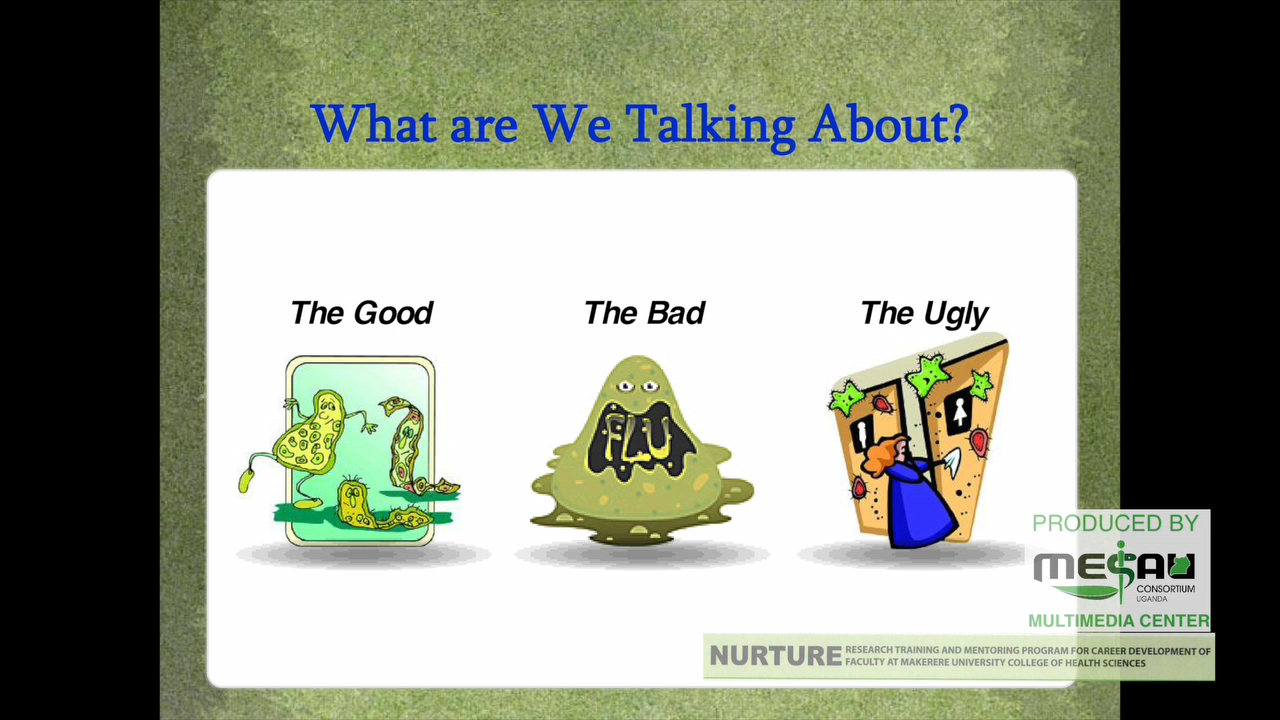 What are We Talking About?
The Good
The Bad
The Ugly
FLU
PRODUCED BY
MESAU
CONSORTIUM
UGANDA
MULTIMEDIA CENTER
NURTURE
RESEARCH TRAINING AND MENTORING PROGRAM FOR CAREER DEVELOPMENT OF
FACULTY AT MAKERERE UNIVERSITY COLLEGE OF HEALTH SCIENCES